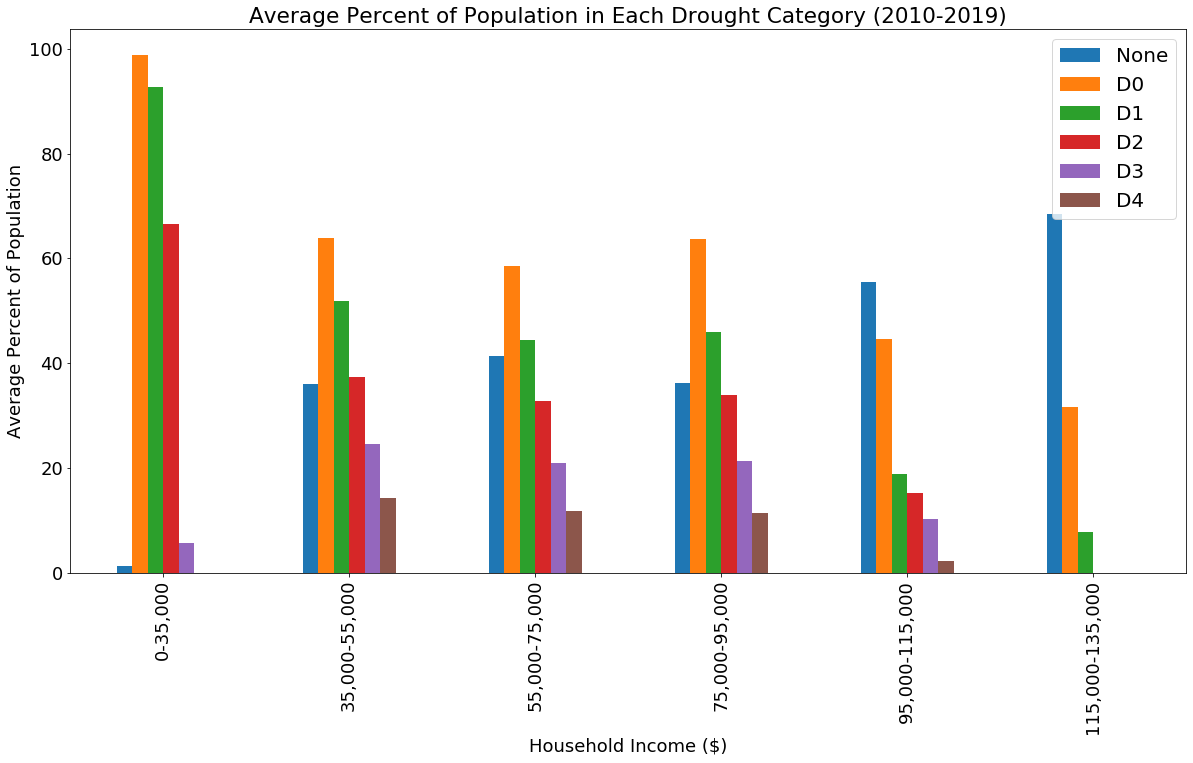 Average Percent of Population in Each Drought Category (2010-2019)
100
80
60
40
20
0
Average Percent of Population
None
D0
D1
D2
D3
D4
0-35,000
35,000-55,000
55,000-75,000
75,000-95,000
95,000-115,000
115,000-135,000
Household Income ($)